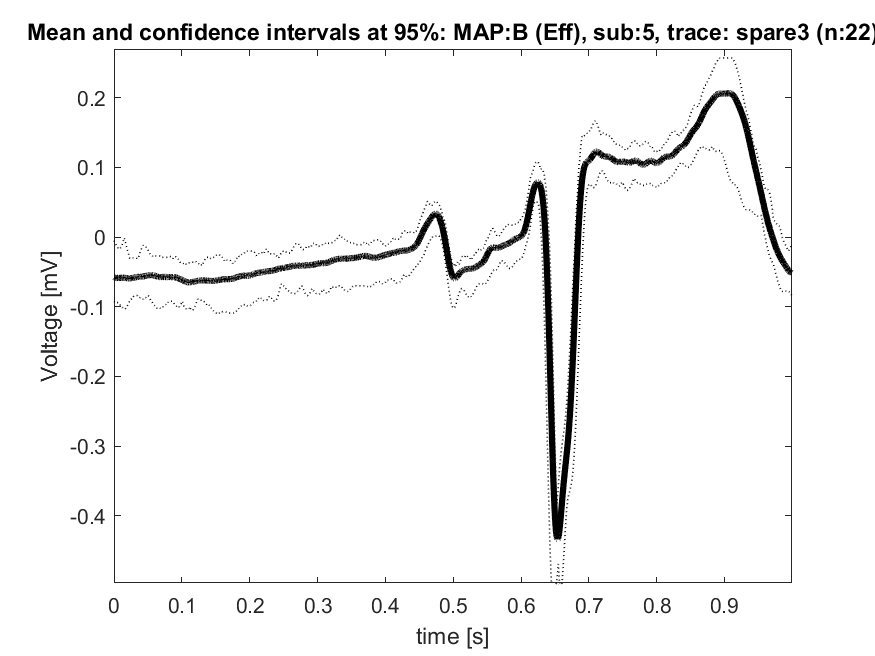 Mean and confidence intervals at 95%: MAP:B (Eff), sub:5, trace: spare3 (n:22)
0.2
0.1
0
-0.1
-0.2
-0.3
-0.4
Voltage [mV]
0 0.1 0.2 0.3 0.4 0.5 0.6 0.7 0.8 0.9
time [s]